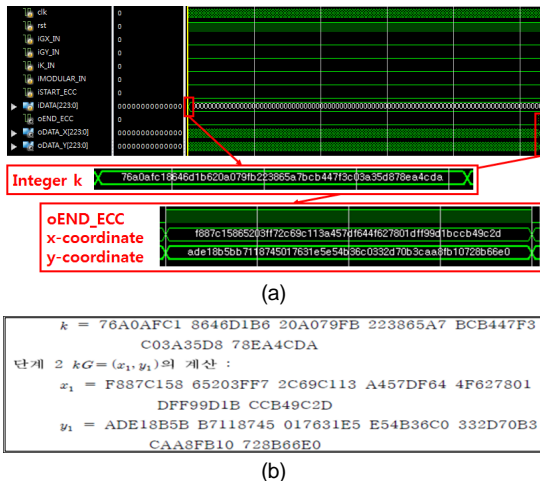 clk 0
rst 0
iGX_IN 0
iGY_IN 0
iK_IN 0
iMODULAR_IN 0
iSTART_ECC 0
iDATA[223:0]
oEND_ECC 0
oDATA_X[223:0]
oDATA_Y[223:0]
Integer k 76a0afc18646d1b620a079fb223865a7bcb447f3c03a35d878ea4cda
oEND_ECC
x-coordinate f887c15865203ff72c69c113a457df644f627801dff99d1bccb49c2d
y-coordinate ade18b5bb7118745017631e5e54b36c0332d70b3caa8fb10728b66e0
(a)
k = 76A0AFC1 8646D1B6 20A079FB 223865A7 BCB447F3
C03A35D8 78EA4CDA
단계 2 kG=(x₁,y₁)의 계산 :
x₁ = F887C158 65203FF7 2C69C113 A457DF64 4F627801
DFF99D1B CCB49C2D
y₁ = ADE18B5B B7118745 017631E5 E54B36C0 332D70B3
CAA8FB10 728B66E0
(b)